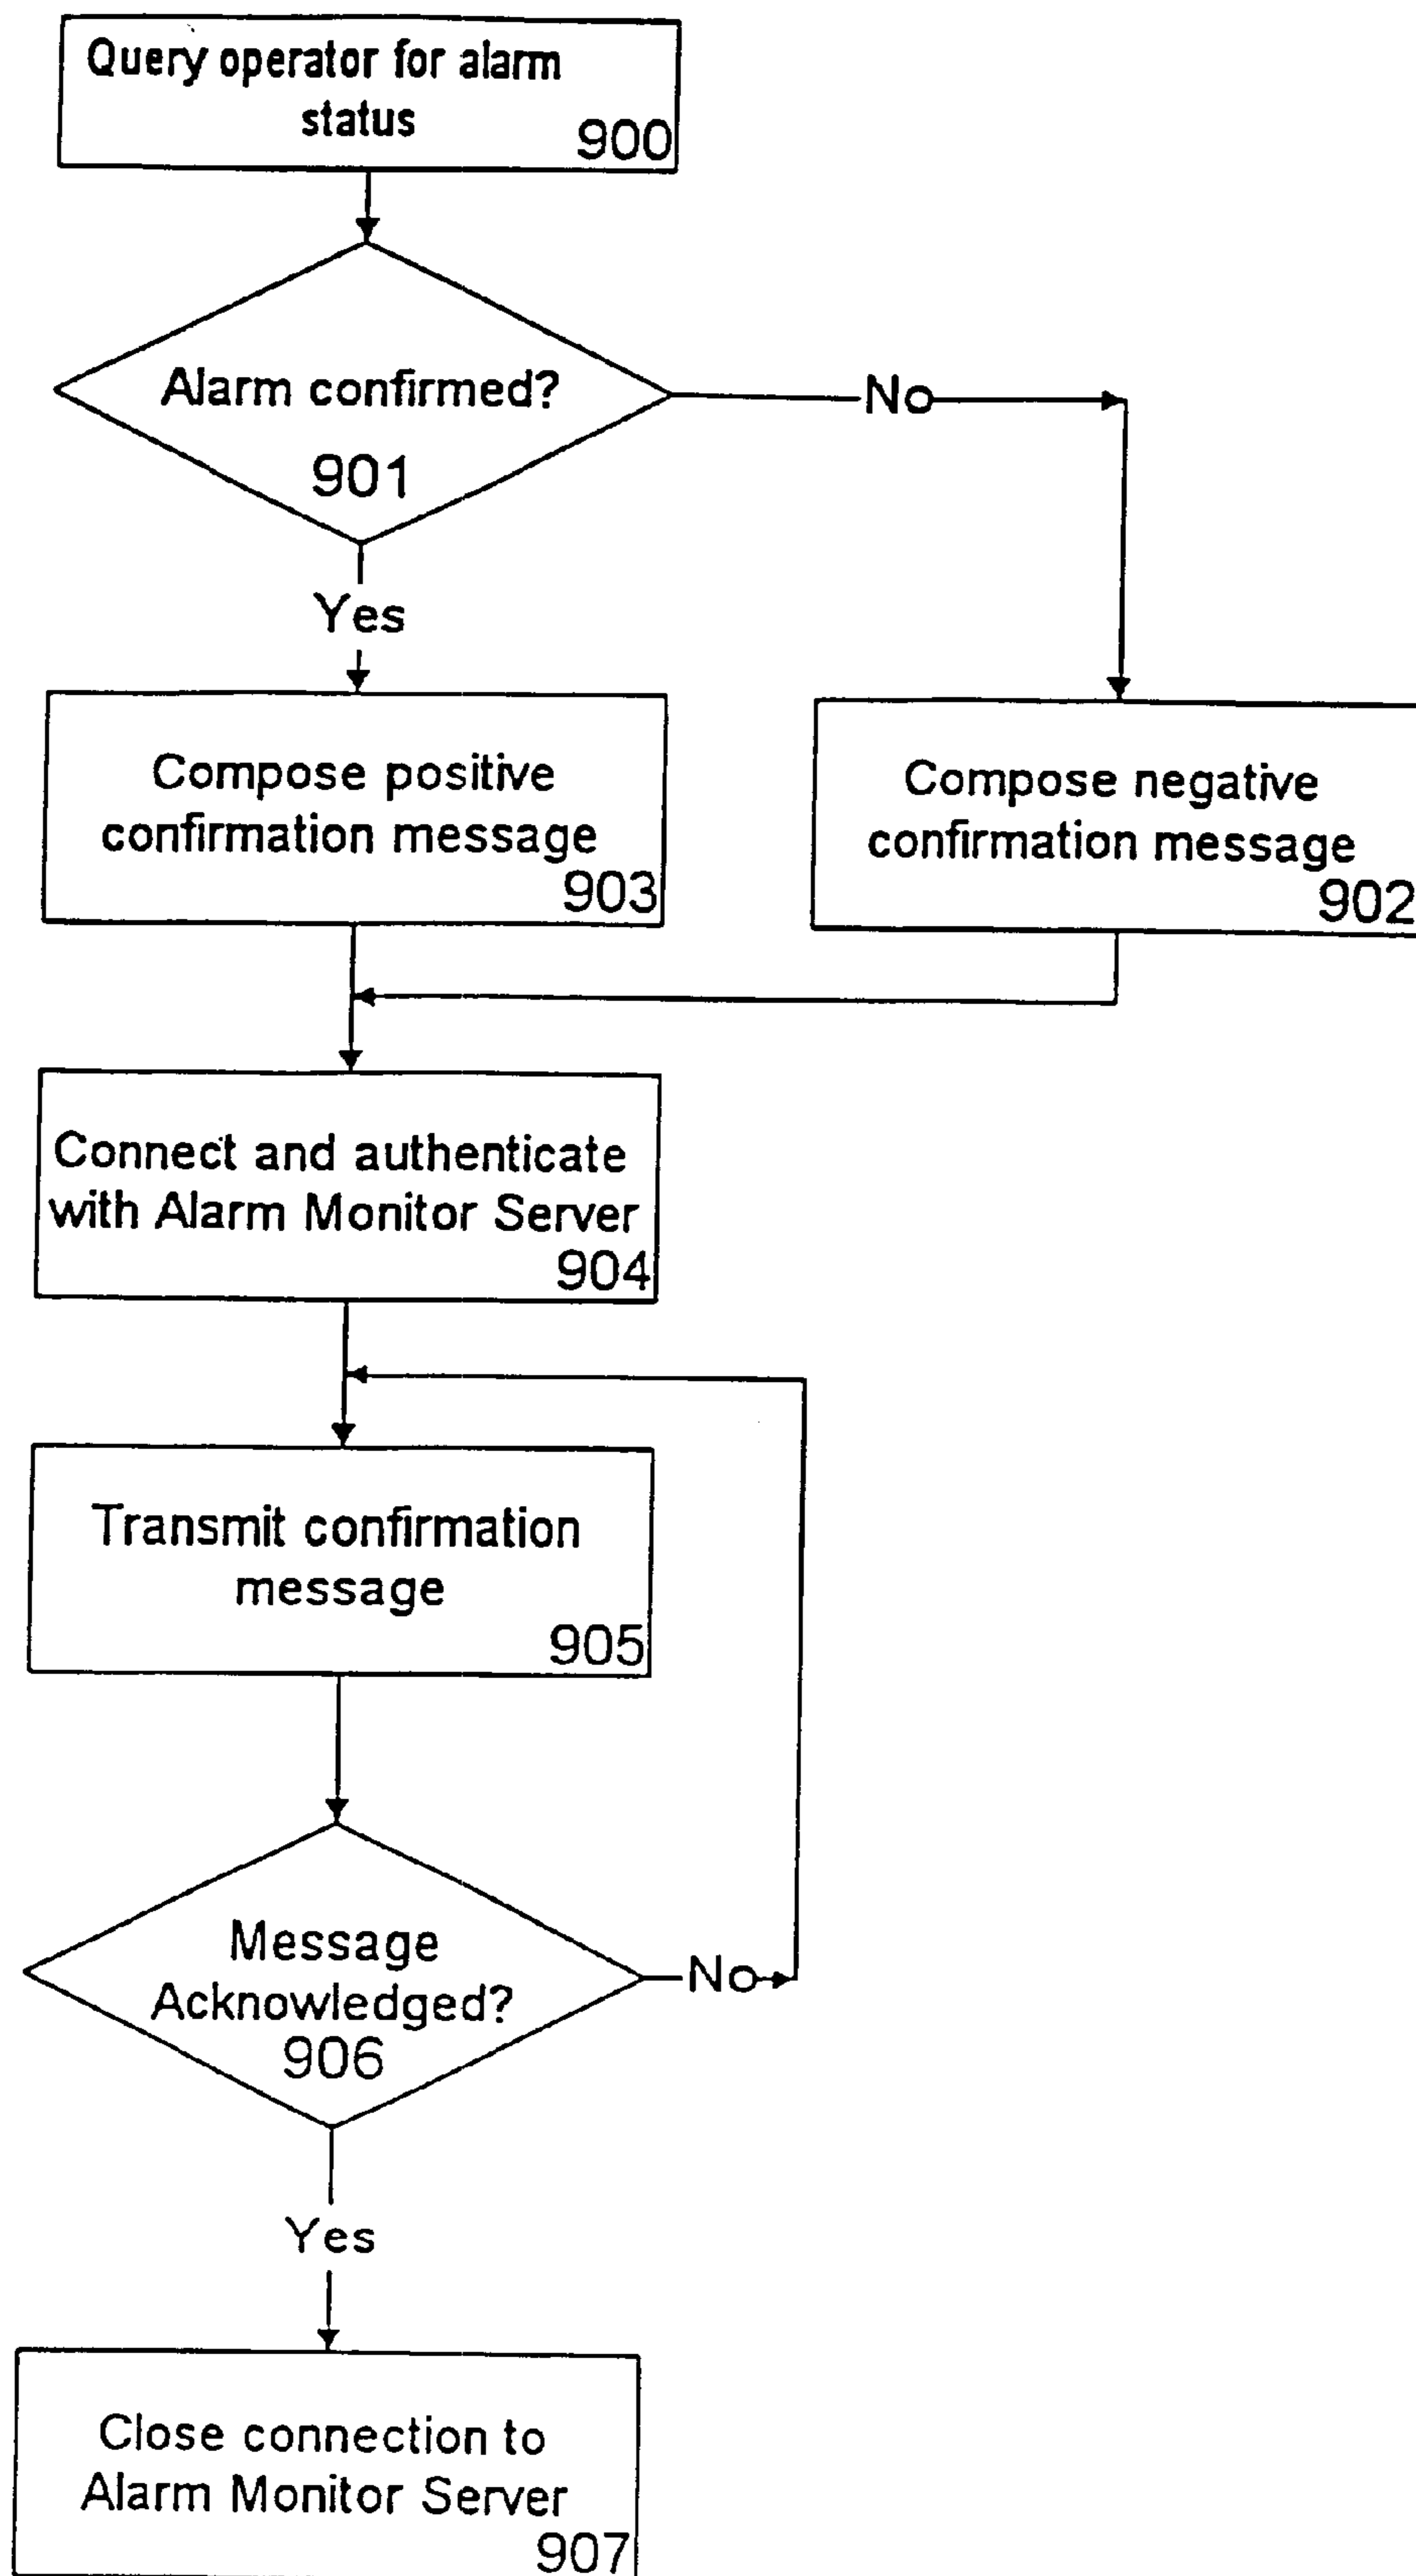 Query operator for alarm
status
900
Alarm confirmed?
901
No
Yes
Compose positive
confirmation message
903
Compose negative
confirmation message
902
Connect and authenticate
with Alarm Monitor Server
904
Transmit confirmation
message
905
Message
Acknowledged?
906
No
Yes
Close connection to
Alarm Monitor Server
907